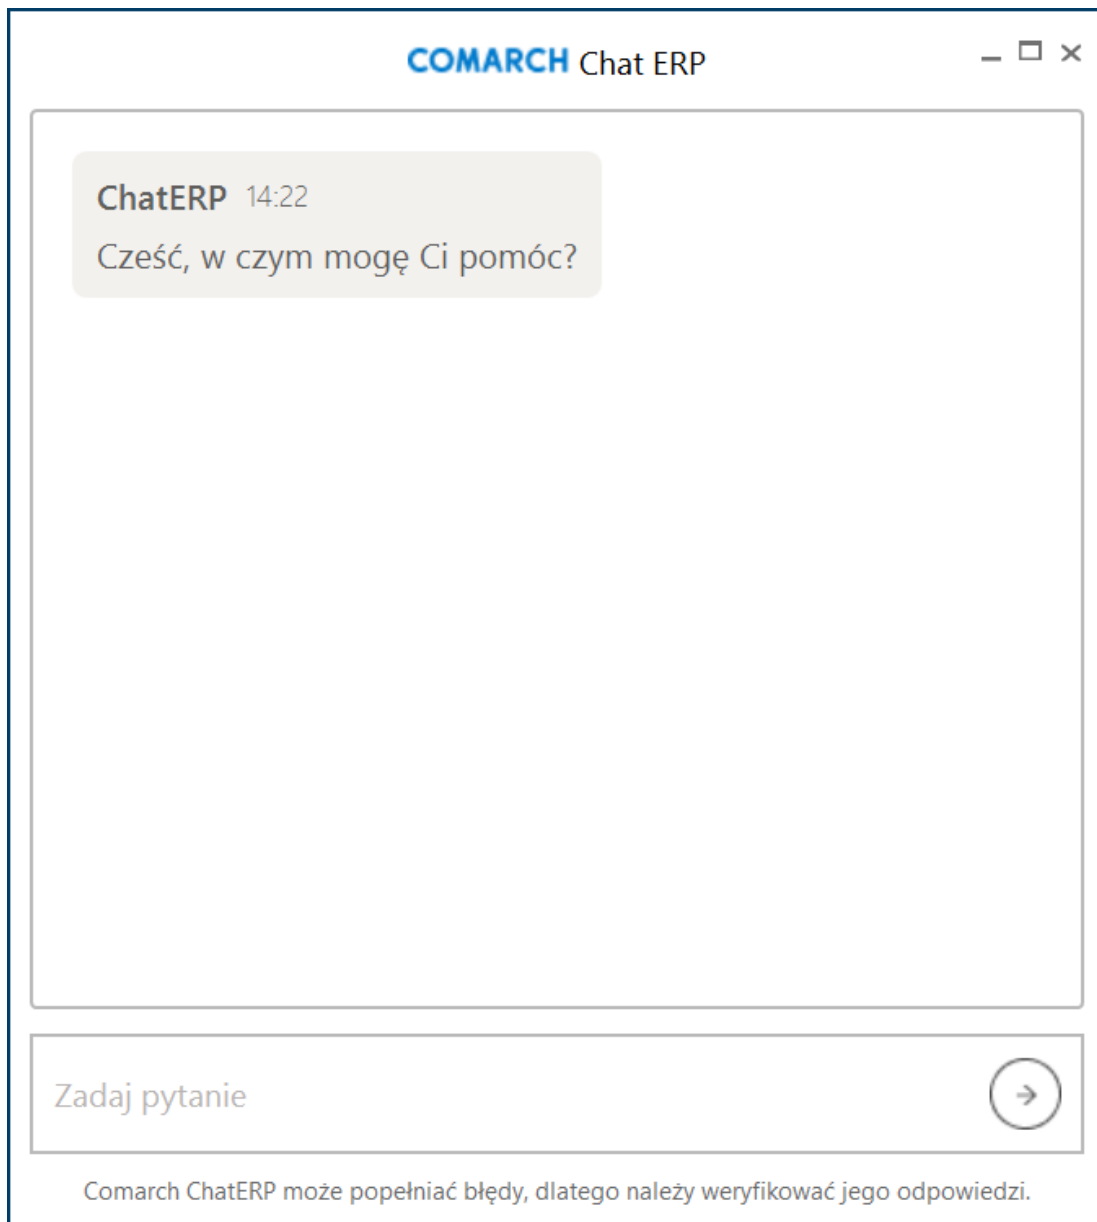 COMARCH Chat ERP
ChatERP 14:22
Cześć, w czym mogę Ci pomóc?
Zadaj pytanie
Comarch ChatERP może popełniać błędy, dlatego należy weryfikować jego odpowiedzi.